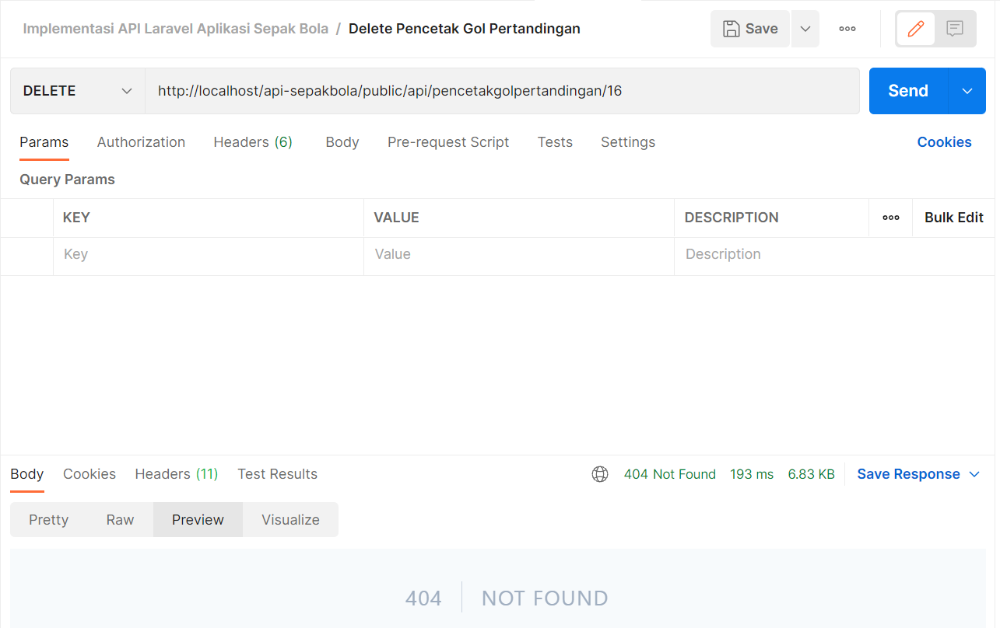 Implementasi API Laravel Aplikasi Sepak Bola / Delete Pencetak Gol Pertandingan Save
DELETE http://localhost/api-sepakbola/public/api/pencetakgolpertandingan/16 Send
Params Authorization Headers (6) Body Pre-request Script Tests Settings Cookies
Query Params
KEY VALUE DESCRIPTION Bulk Edit
Key Value Description
Body Cookies Headers (11) Test Results 404 Not Found 193 ms 6.83 KB Save Response
Pretty Raw Preview Visualize
404 NOT FOUND